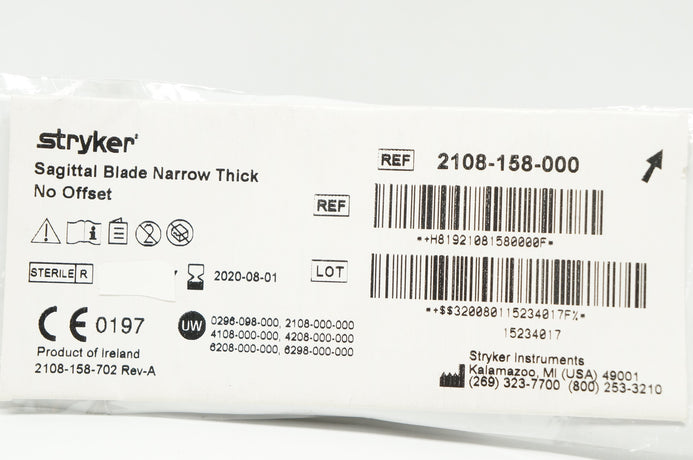 stryker®
Sagittal Blade Narrow Thick
No Offset
STERILE R
2020-08-01
CE 0197
UW
0296-098-000, 2108-000-000
4108-000-000, 4208-000-000
6208-000-000, 6298-000-000
Product of Ireland
2108-158-702 Rev-A
REF 2108-158-000
REF
*+H81921081580000F*
LOT
*+$$320080115234017F%*
15234017
Stryker Instruments
Kalamazoo, MI (USA) 49001
(269) 323-7700 (800) 253-3210